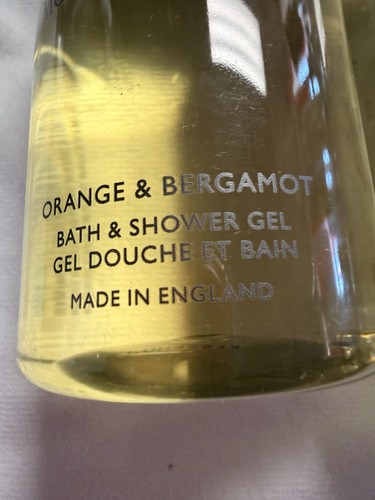 ORANGE & BERGAMOT
BATH & SHOWER GEL
GEL DOUCHE ET BAIN
MADE IN ENGLAND